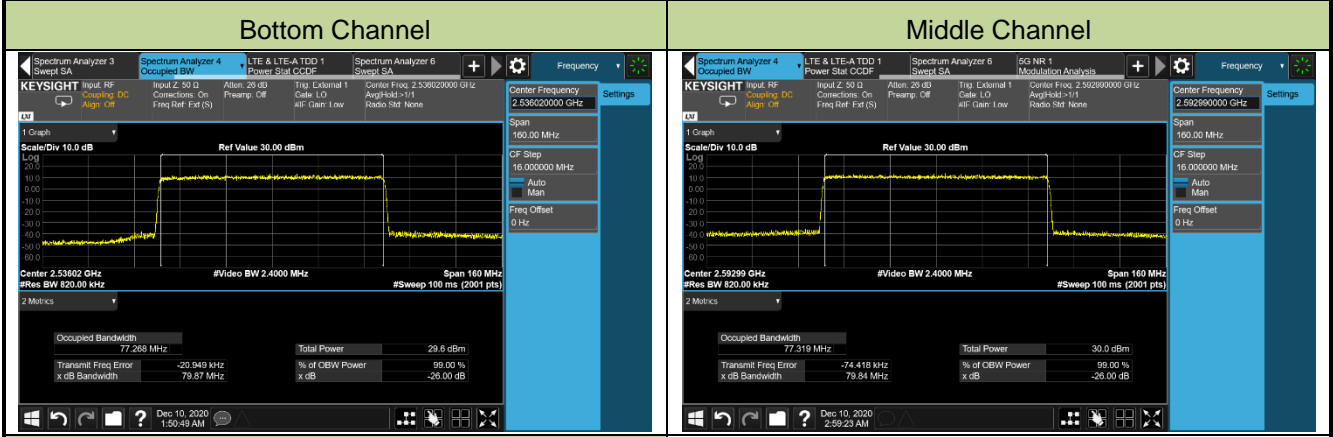 Bottom Channel
Spectrum Analyzer 3
Swept SA
Spectrum Analyzer 4
Occupied BW
LTE & LTE-A TDD 1
Power Stat CCDF
Spectrum Analyzer 6
Swept SA
Frequency
KEYSIGHT
Input: RF
Coupling: DC
Align: Off
Input Z: 50 Ω
Corrections: On
Freq Ref: Ext (S)
Atten: 26 dB
Preamp: Off
Trig: External 1
Gate: LO
#IF Gain: Low
Center Freq: 2.536020000 GHz
Avg|Hold:>1/1
Radio Std: None
LXI
Center Frequency
2.536020000 GHz
Settings
Span
160.00 MHz
CF Step
16.000000 MHz
Auto
Man
Freq Offset
0 Hz
1 Graph
Scale/Div 10.0 dB
Ref Value 30.00 dBm
Log
20.0
10.0
0.00
-10.0
-20.0
-30.0
-40.0
-50.0
-60.0
Center 2.53602 GHz
#Video BW 2.4000 MHz
Span 160 MHz
#Res BW 820.00 kHz
#Sweep 100 ms (2001 pts)
2 Metrics
Occupied Bandwidth
77.268 MHz
Total Power 29.6 dBm
Transmit Freq Error -20.949 kHz
% of OBW Power 99.00 %
x dB Bandwidth 79.87 MHz
x dB -26.00 dB
?
Dec 10, 2020
1:50:49 AM
Middle Channel
Spectrum Analyzer 4
Occupied BW
LTE & LTE-A TDD 1
Power Stat CCDF
Spectrum Analyzer 6
Swept SA
5G NR 1
Modulation Analysis
Frequency
KEYSIGHT
Input: RF
Coupling: DC
Align: Off
Input Z: 50 Ω
Corrections: On
Freq Ref: Ext (S)
Atten: 26 dB
Preamp: Off
Trig: External 1
Gate: LO
#IF Gain: Low
Center Freq: 2.592990000 GHz
Avg|Hold:>1/1
Radio Std: None
LXI
Center Frequency
2.592990000 GHz
Settings
Span
160.00 MHz
CF Step
16.000000 MHz
Auto
Man
Freq Offset
0 Hz
1 Graph
Scale/Div 10.0 dB
Ref Value 30.00 dBm
Log
20.0
10.0
0.00
-10.0
-20.0
-30.0
-40.0
-50.0
-60.0
Center 2.59299 GHz
#Video BW 2.4000 MHz
Span 160 MHz
#Res BW 820.00 kHz
#Sweep 100 ms (2001 pts)
2 Metrics
Occupied Bandwidth
77.319 MHz
Total Power 30.0 dBm
Transmit Freq Error -74.418 kHz
% of OBW Power 99.00 %
x dB Bandwidth 79.84 MHz
x dB -26.00 dB
?
Dec 10, 2020
2:59:23 AM